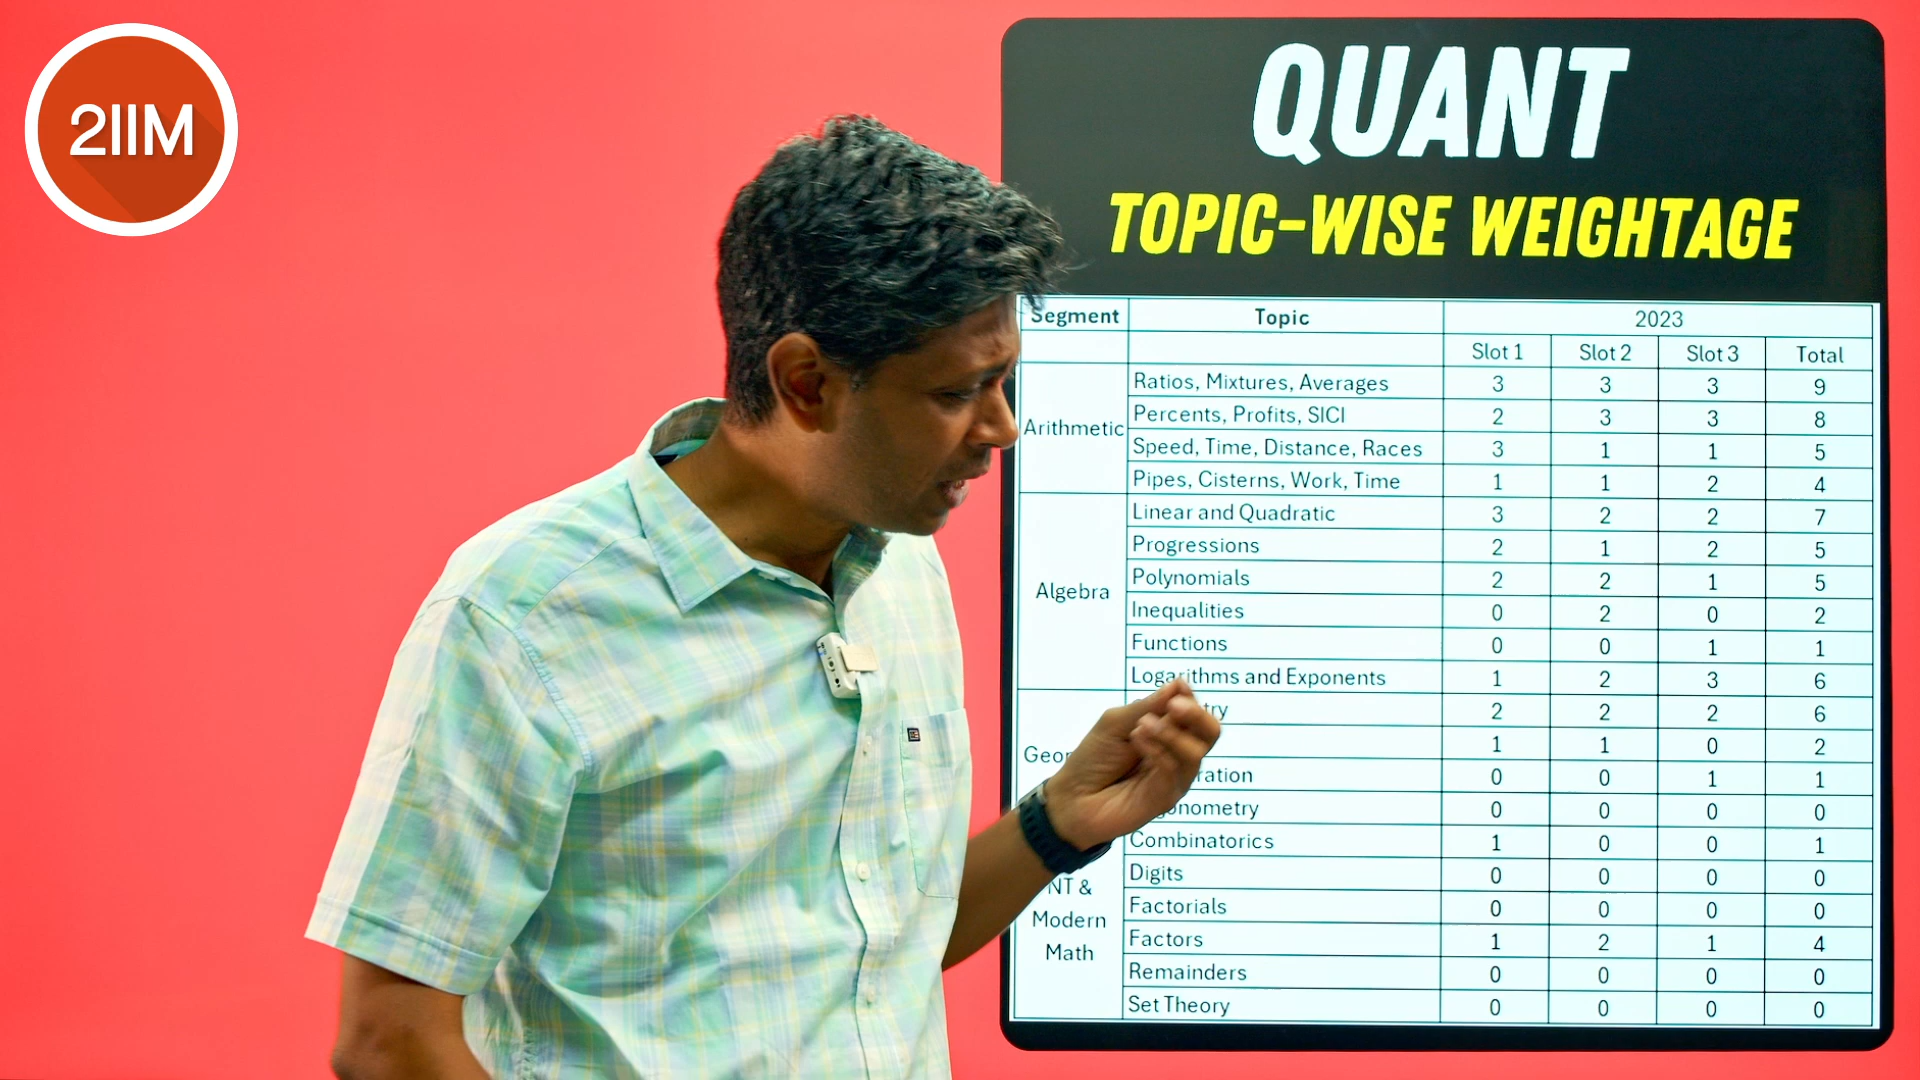 2IIM
QUANT
TOPIC-WISE WEIGHTAGE
Segment Topic 2023
Slot 1 Slot 2 Slot 3 Total
Arithmetic
Ratios, Mixtures, Averages 3 3 3 9
Percents, Profits, SICI 2 3 3 8
Speed, Time, Distance, Races 3 1 1 5
Pipes, Cisterns, Work, Time 1 1 2 4
Algebra
Linear and Quadratic 3 2 2 7
Progressions 2 1 2 5
Polynomials 2 2 1 5
Inequalities 0 2 0 2
Functions 0 0 1 1
Logarithms and Exponents 1 2 3 6
2 2 2 6
1 1 0 2
0 0 1 1
0 0 0 0
NT &
Modern
Math
Combinatorics 1 0 0 1
Digits 0 0 0 0
Factorials 0 0 0 0
Factors 1 2 1 4
Remainders 0 0 0 0
Set Theory 0 0 0 0